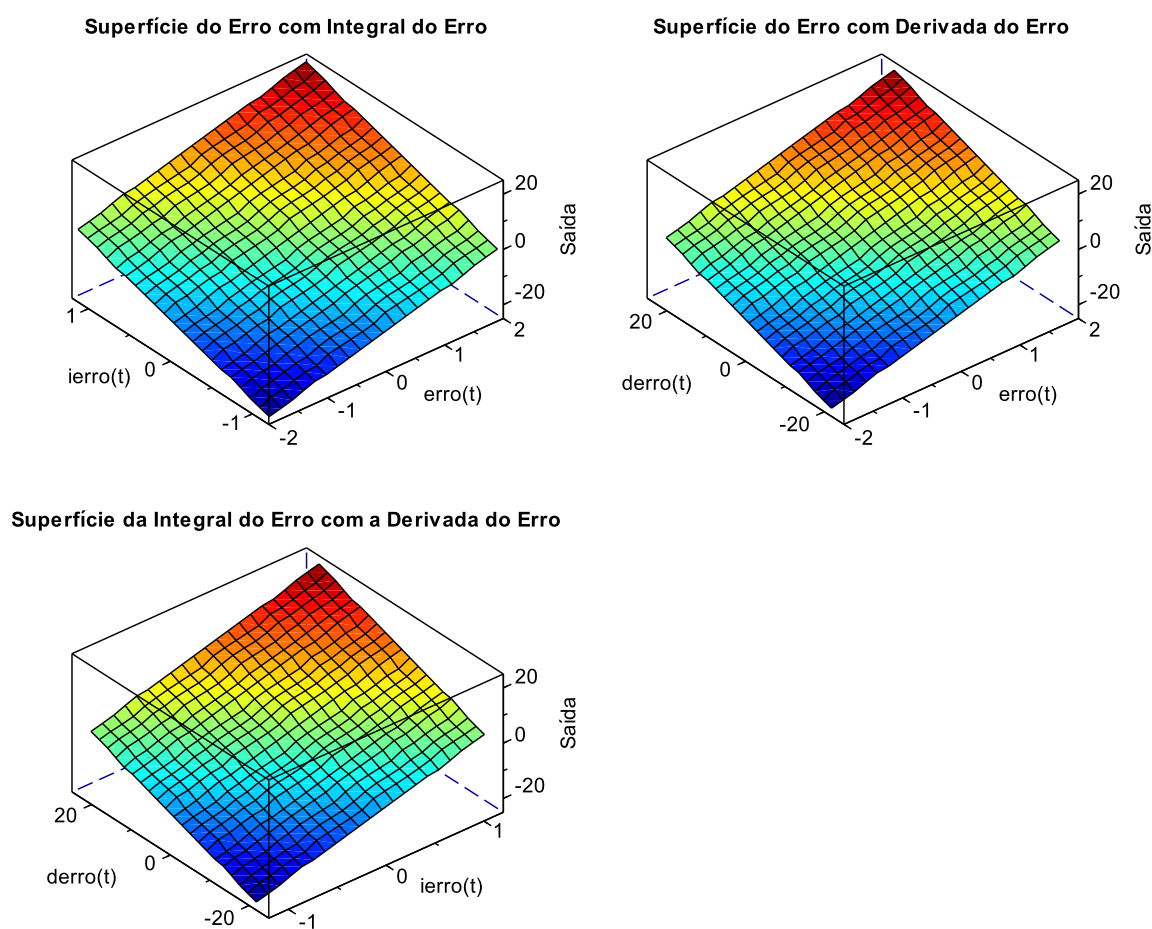 Superfície do Erro com Integral do Erro
20
0
-20
Saída
2
1
0
-1
-2
erro(t)
1
0
-1
ierro(t)
Superfície do Erro com Derivada do Erro
20
0
-20
Saída
2
1
0
-1
-2
erro(t)
20
0
-20
derro(t)
Superfície da Integral do Erro com a Derivada do Erro
20
0
-20
Saída
1
0
-1
ierro(t)
20
0
-20
derro(t)